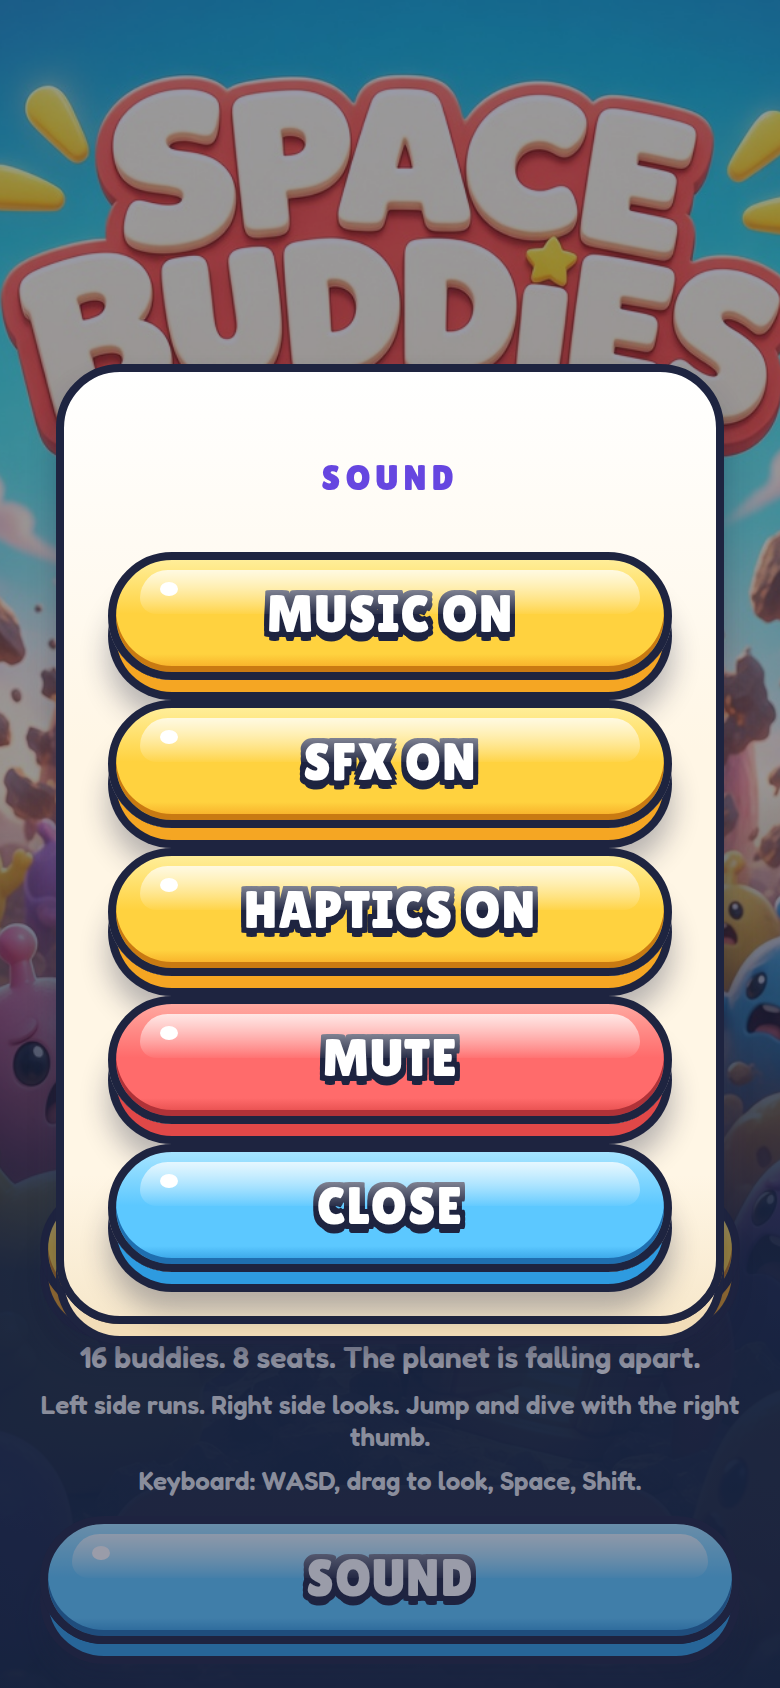 SPACE
BUDDiES
SOUND
MUSIC ON
SFX ON
HAPTICS ON
MUTE
CLOSE
16 buddies. 8 seats. The planet is falling apart.
Left side runs. Right side looks. Jump and dive with the right
thumb.
Keyboard: WASD, drag to look, Space, Shift.
SOUND